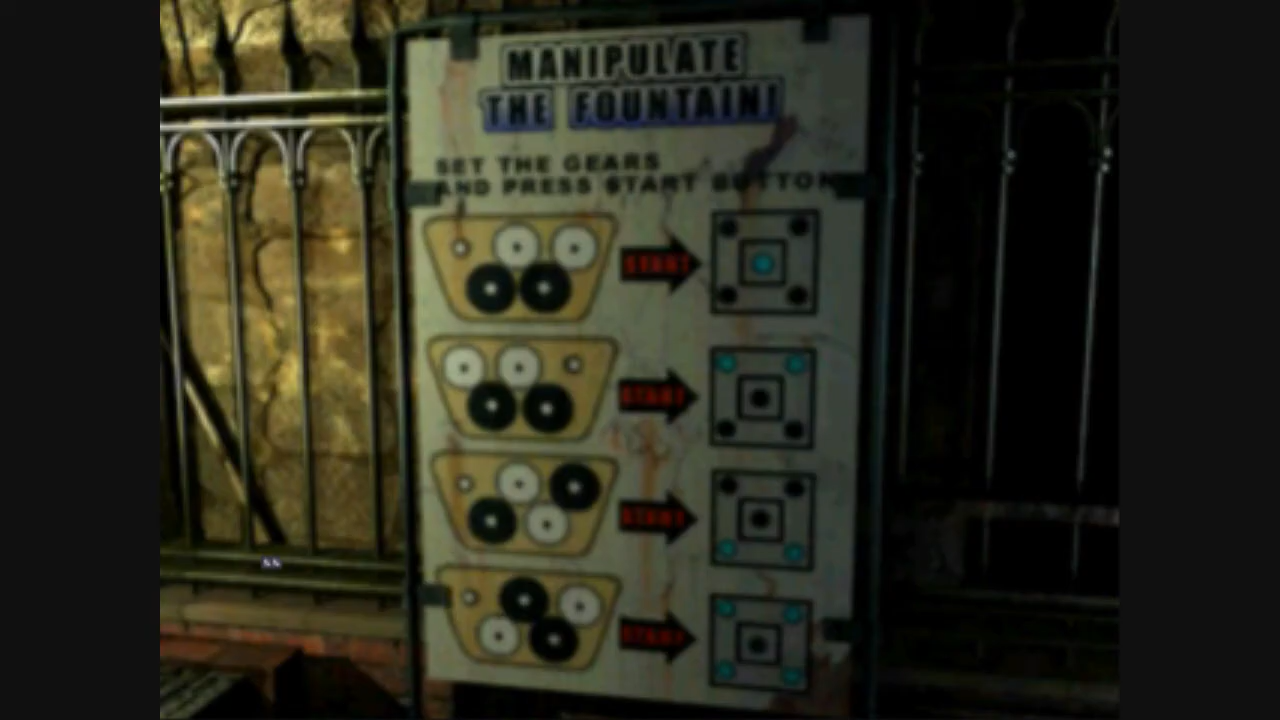 MANIPULATE
THE FOUNTAIN!
SET THE GEARS
AND PRESS START BUTTON
START
START
START
START